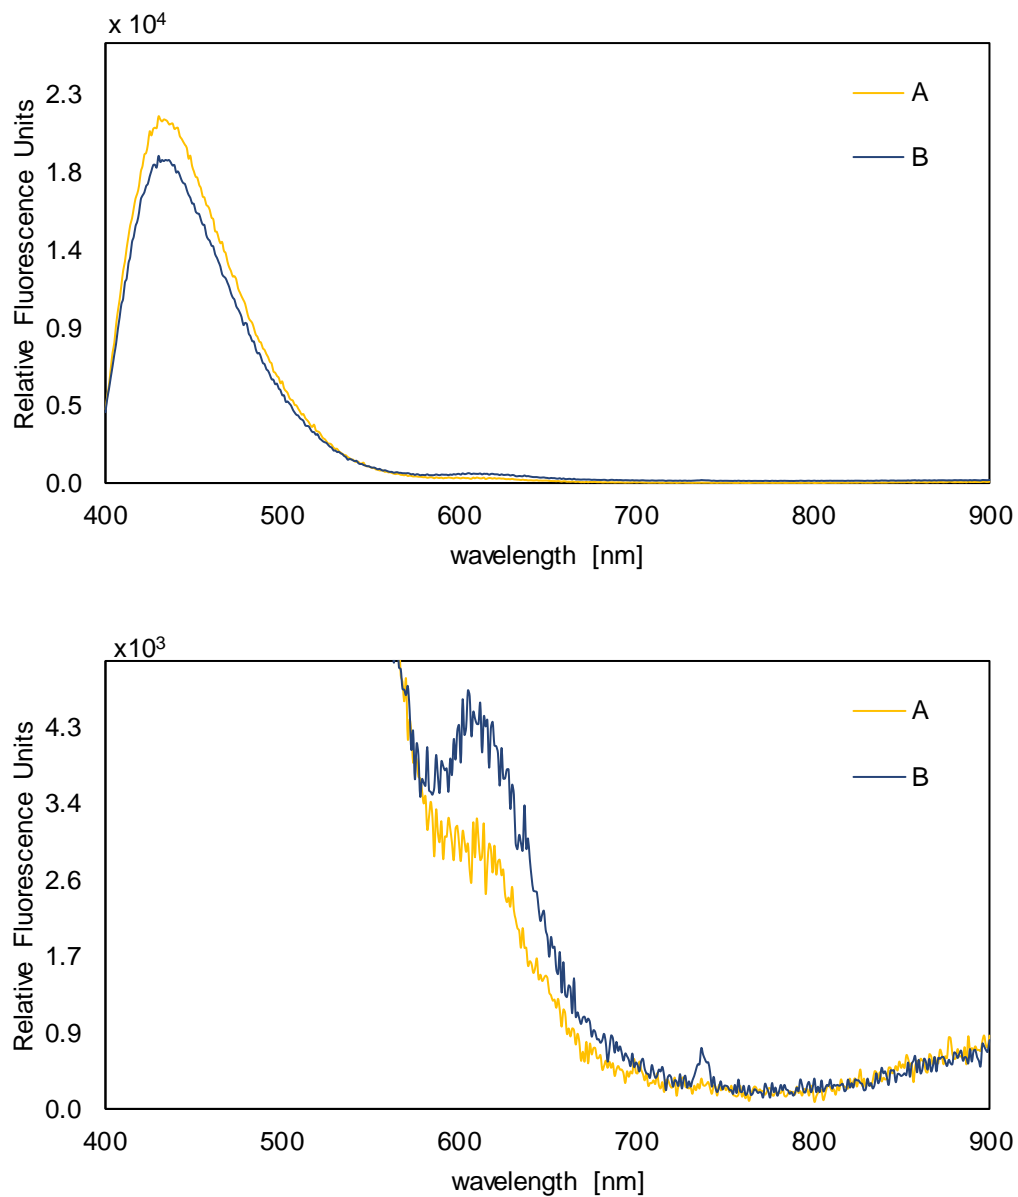 x 10⁴
Relative Fluorescence Units
2.3
1.8
1.4
0.9
0.5
0.0
A
B
400 500 600 700 800 900
wavelength [nm]
x10³
Relative Fluorescence Units
4.3
3.4
2.6
1.7
0.9
0.0
A
B
400 500 600 700 800 900
wavelength [nm]